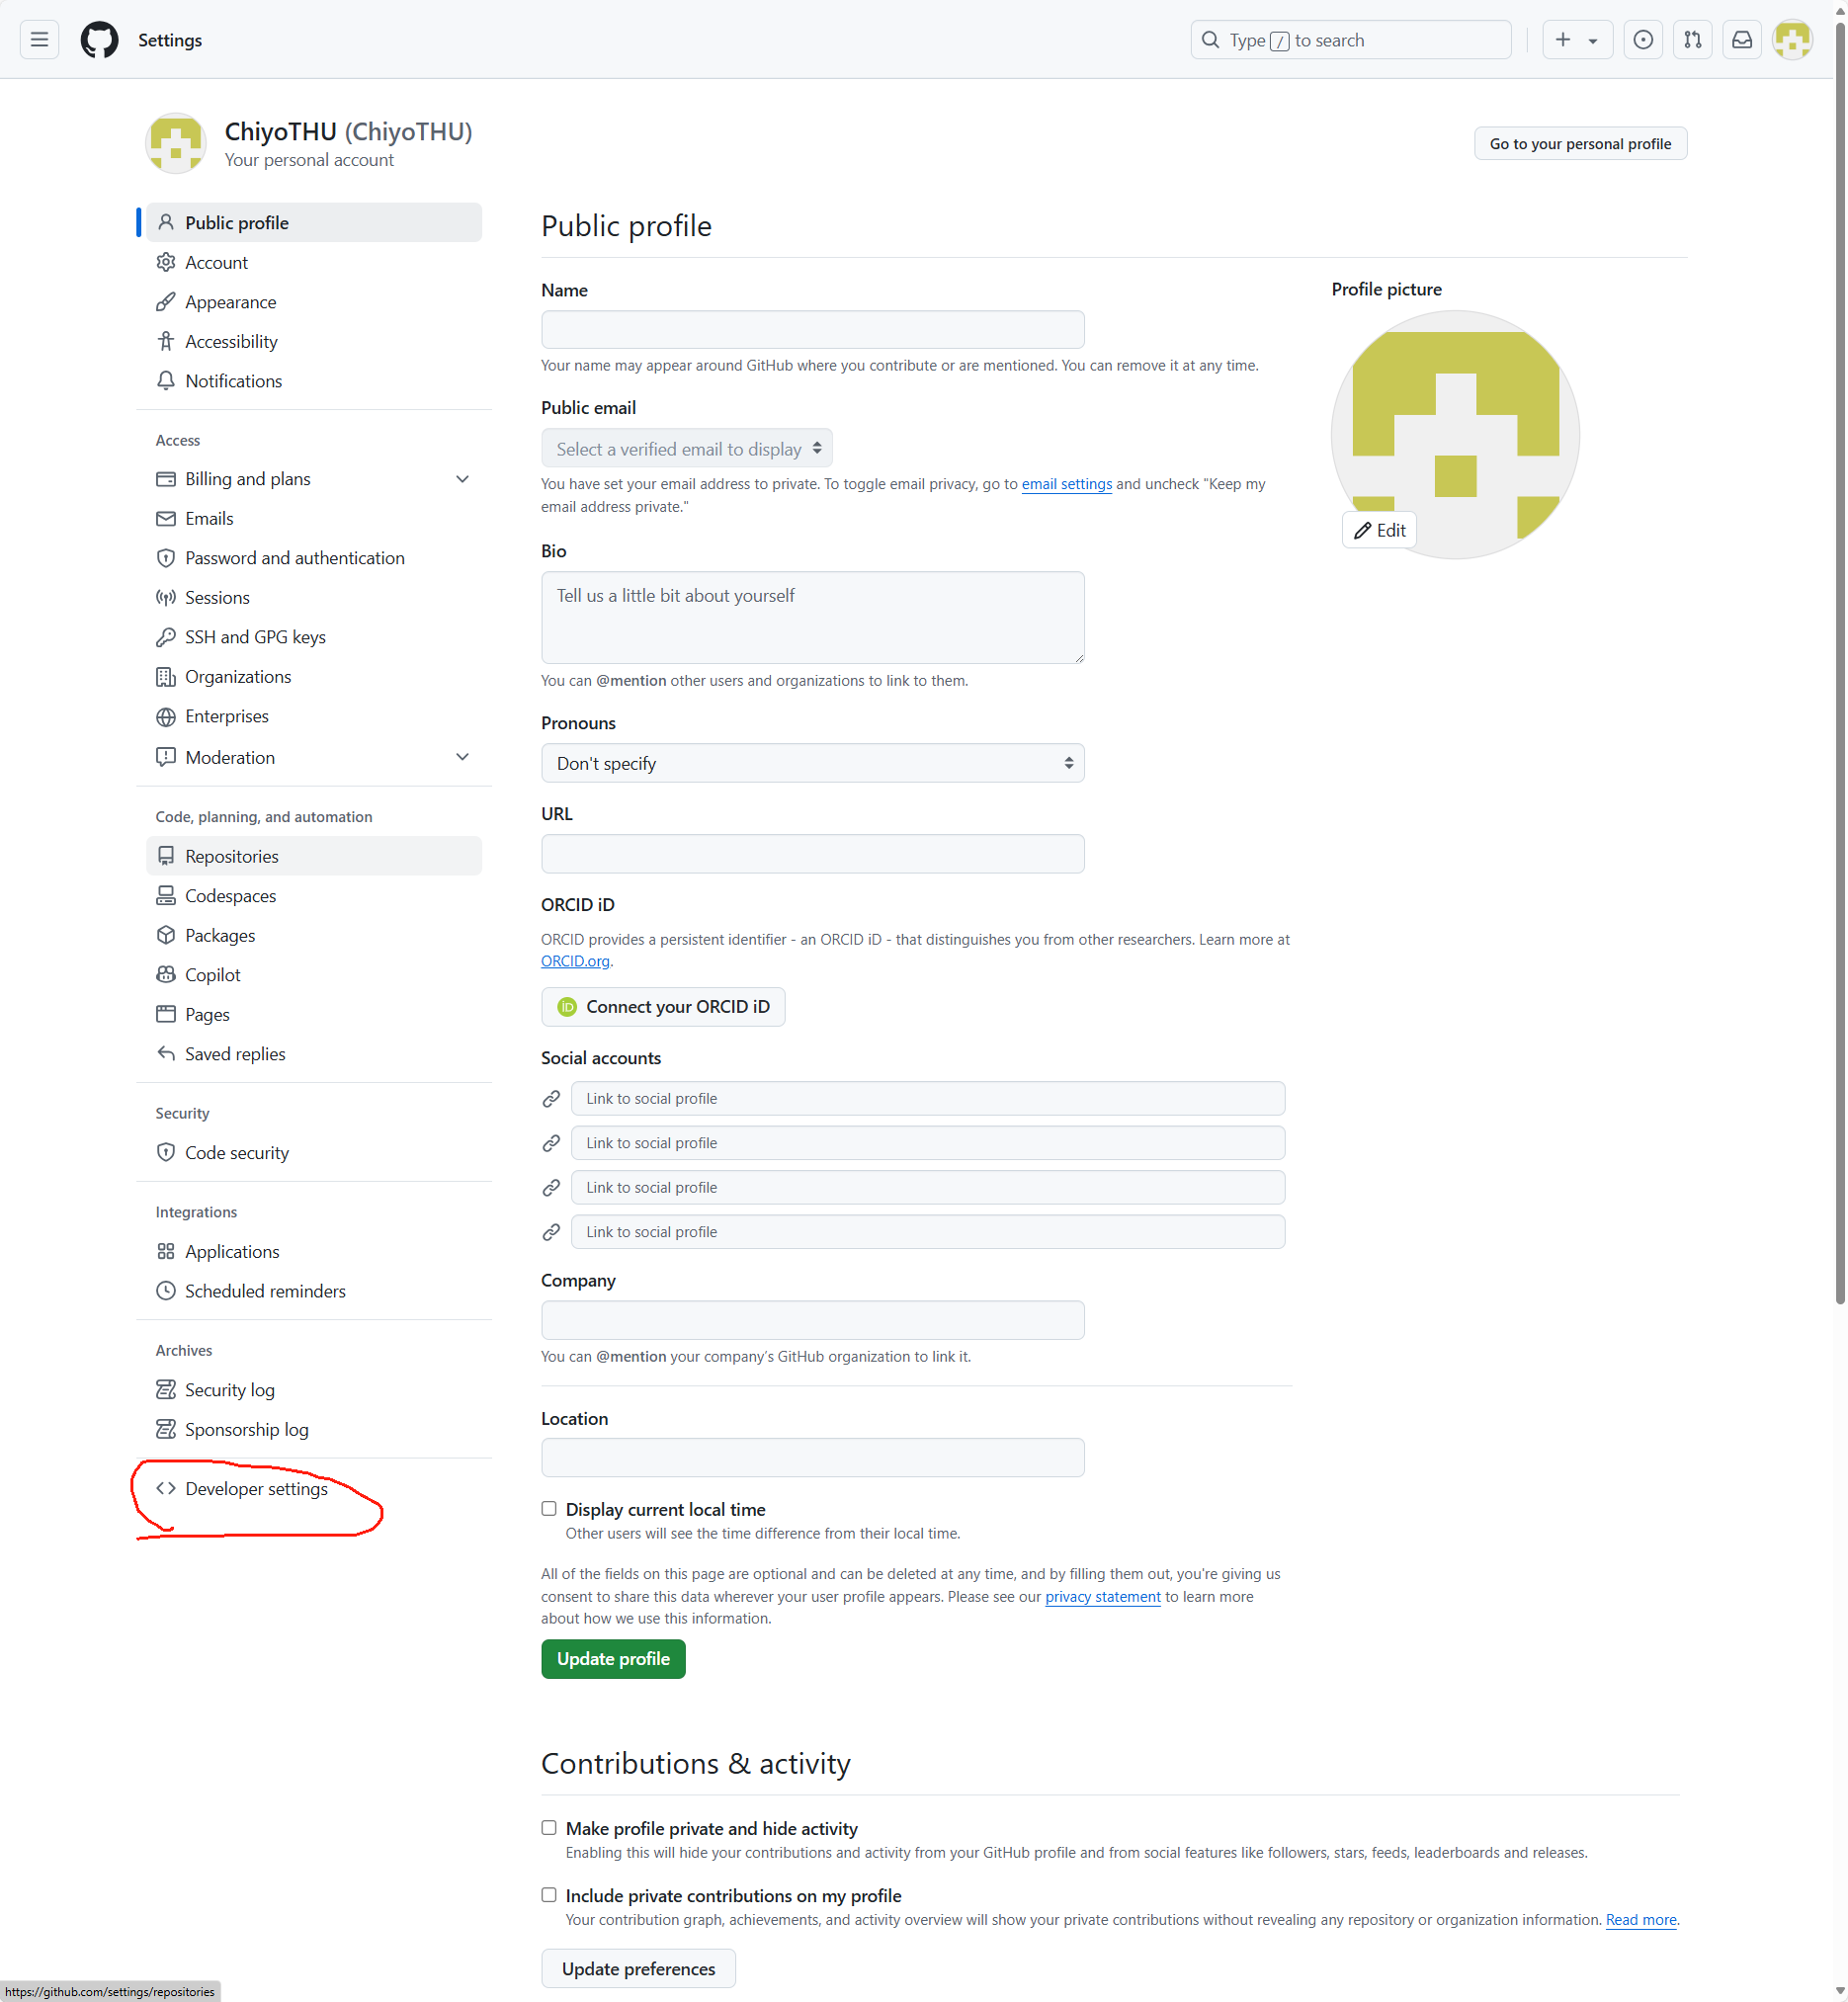 Settings
Type / to search
ChiyoTHU (ChiyoTHU)
Your personal account
Go to your personal profile
Public profile
Account
Appearance
Accessibility
Notifications
Access
Billing and plans
Emails
Password and authentication
Sessions
SSH and GPG keys
Organizations
Enterprises
Moderation
Code, planning, and automation
Repositories
Codespaces
Packages
Copilot
Pages
Saved replies
Security
Code security
Integrations
Applications
Scheduled reminders
Archives
Security log
Sponsorship log
Developer settings
Public profile
Name
Your name may appear around GitHub where you contribute or are mentioned. You can remove it at any time.
Public email
Select a verified email to display
You have set your email address to private. To toggle email privacy, go to email settings and uncheck "Keep my
email address private."
Bio
Tell us a little bit about yourself
You can @mention other users and organizations to link to them.
Pronouns
Don't specify
URL
ORCID iD
ORCID provides a persistent identifier - an ORCID iD - that distinguishes you from other researchers. Learn more at
ORCID.org.
iD Connect your ORCID iD
Social accounts
Link to social profile
Link to social profile
Link to social profile
Link to social profile
Company
You can @mention your company's GitHub organization to link it.
Location
Display current local time
Other users will see the time difference from their local time.
All of the fields on this page are optional and can be deleted at any time, and by filling them out, you're giving us
consent to share this data wherever your user profile appears. Please see our privacy statement to learn more
about how we use this information.
Update profile
Profile picture
Edit
Contributions & activity
Make profile private and hide activity
Enabling this will hide your contributions and activity from your GitHub profile and from social features like followers, stars, feeds, leaderboards and releases.
Include private contributions on my profile
Your contribution graph, achievements, and activity overview will show your private contributions without revealing any repository or organization information. Read more.
Update preferences
https://github.com/settings/repositories